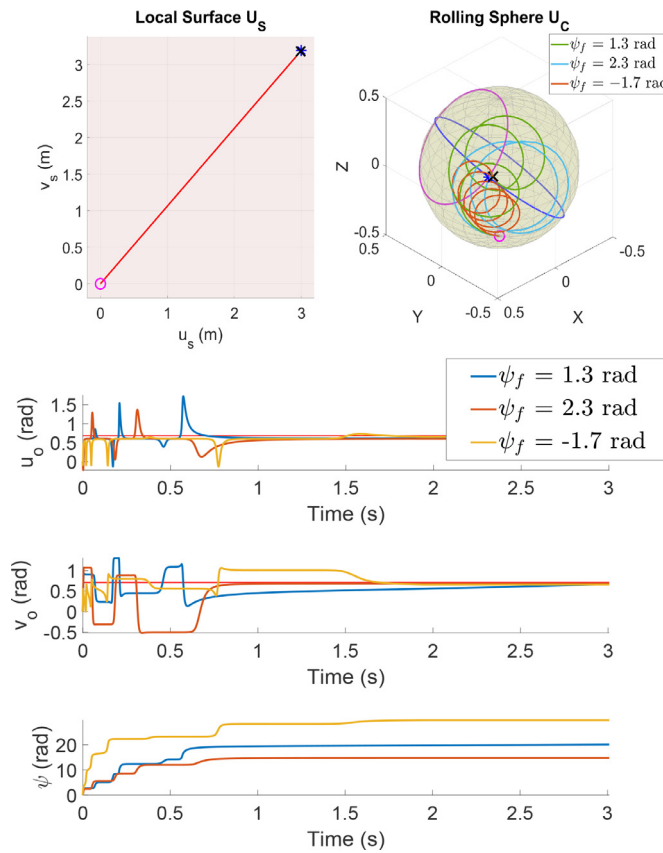 Local Surface U_S
v_s (m)
3
2.5
2
1.5
1
0.5
0
0
1
2
3
u_s (m)
Rolling Sphere U_C
ψ_f = 1.3 rad
ψ_f = 2.3 rad
ψ_f = −1.7 rad
Z
0.5
0
-0.5
0.5
0
-0.5
Y
0.5
0
-0.5
X
ψ_f = 1.3 rad
ψ_f = 2.3 rad
ψ_f = -1.7 rad
u_o (rad)
1.5
1
0.5
0
0
0.5
1
1.5
2
2.5
3
Time (s)
v_o (rad)
1
0.5
0
-0.5
0
0.5
1
1.5
2
2.5
3
Time (s)
ψ (rad)
20
10
0
0
0.5
1
1.5
2
2.5
3
Time (s)